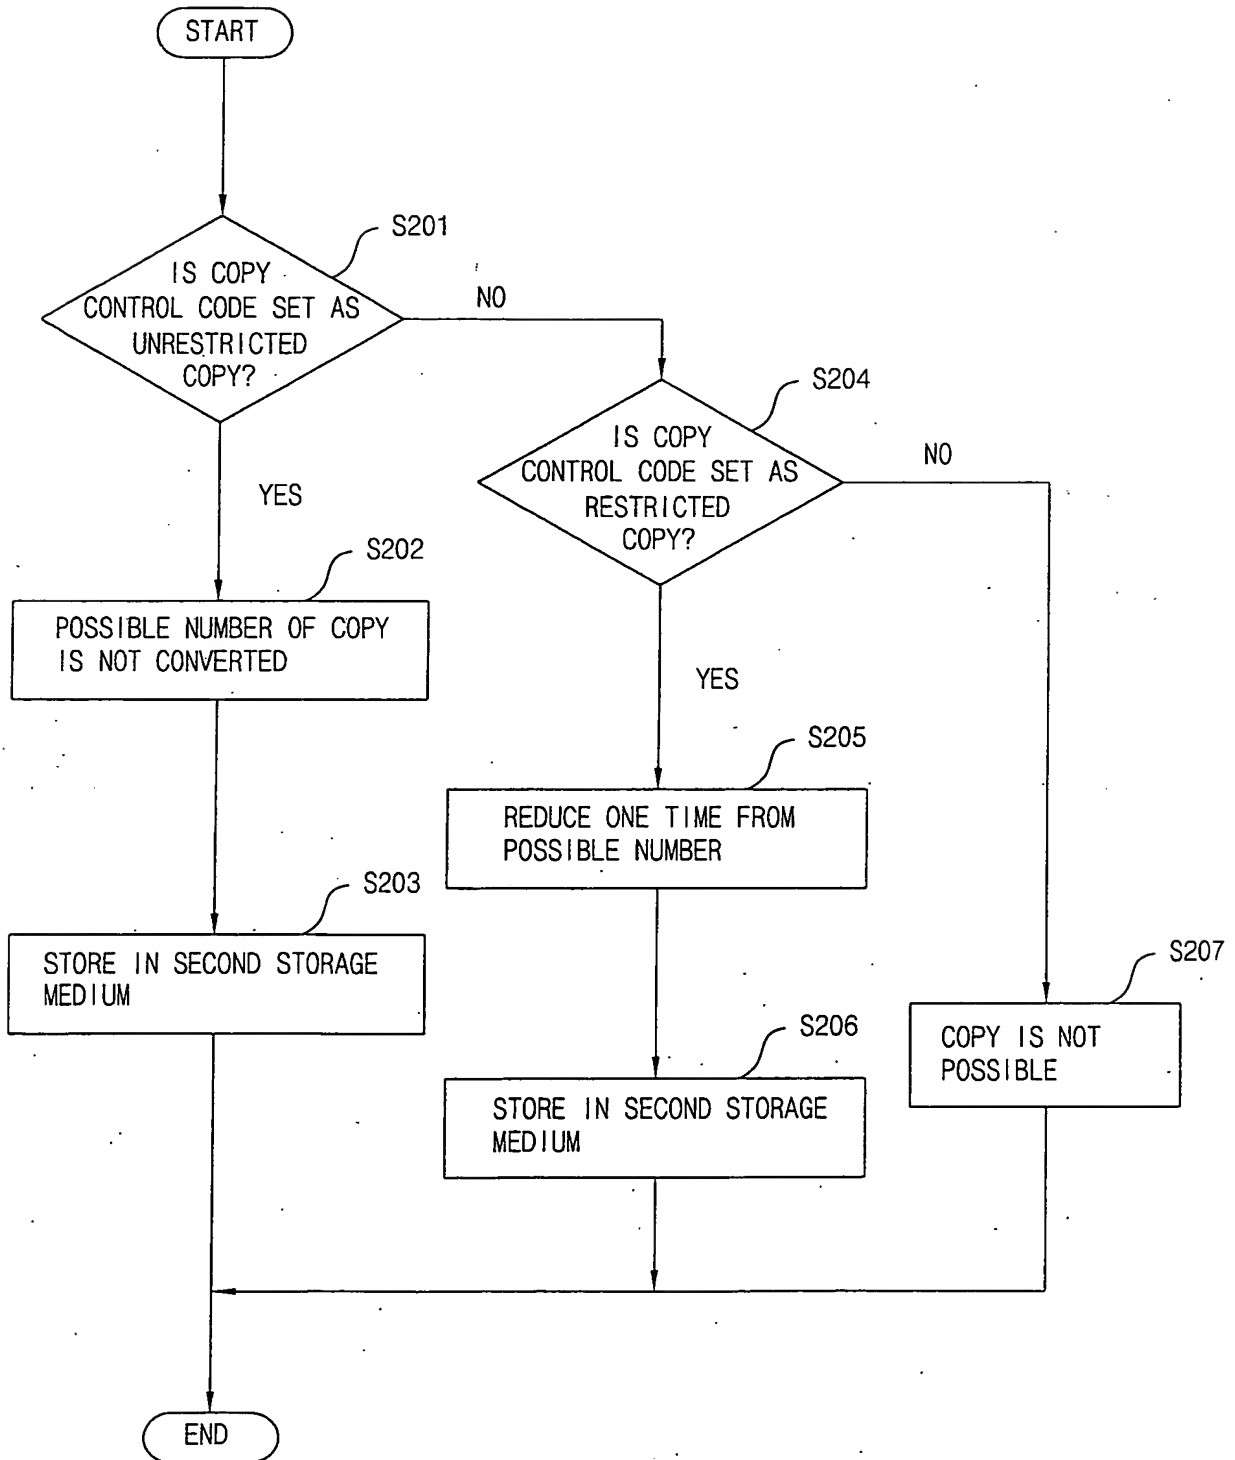 START
S201
IS COPY
CONTROL CODE SET AS
UNRESTRICTED
COPY?
NO
S204
IS COPY
CONTROL CODE SET AS
RESTRICTED
COPY?
NO
YES
S202
POSSIBLE NUMBER OF COPY
IS NOT CONVERTED
YES
S205
REDUCE ONE TIME FROM
POSSIBLE NUMBER
S203
STORE IN SECOND STORAGE
MEDIUM
S207
COPY IS NOT
POSSIBLE
S206
STORE IN SECOND STORAGE
MEDIUM
END